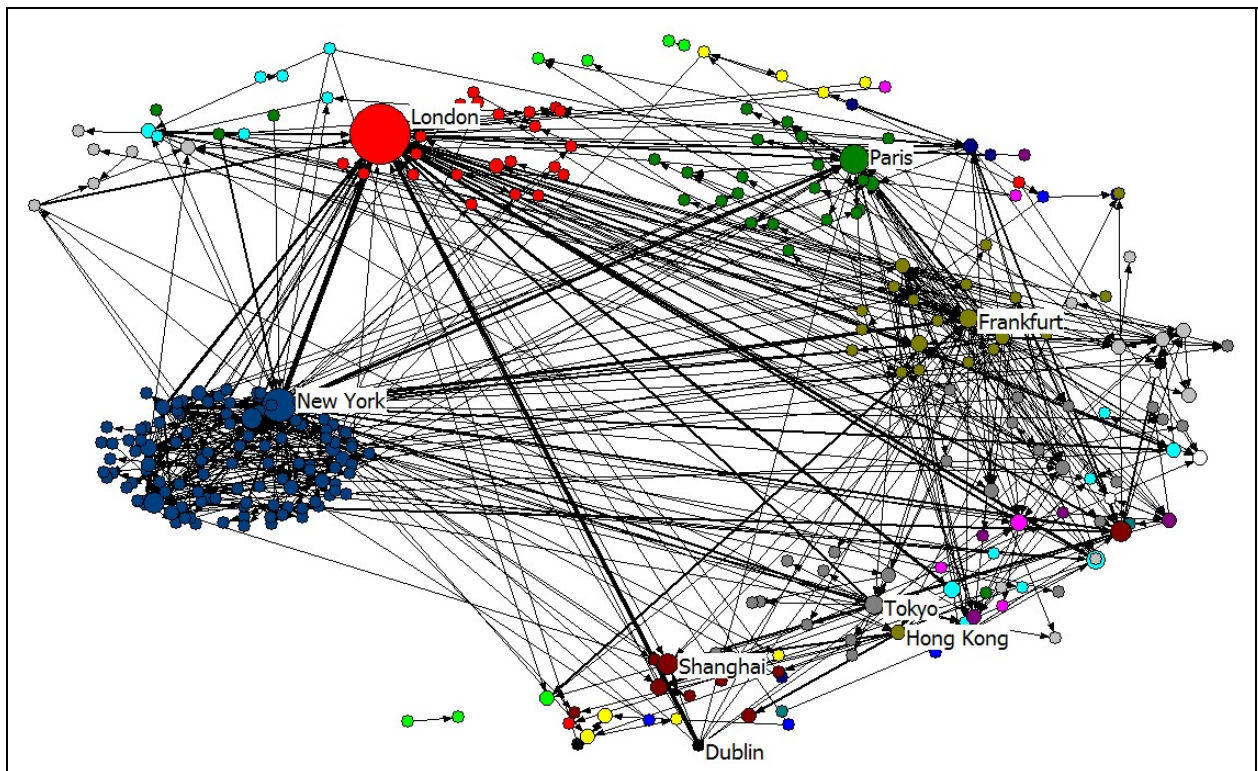 London
Paris
Frankfurt
New York
Tokyo
Hong Kong
Shanghai
Dublin